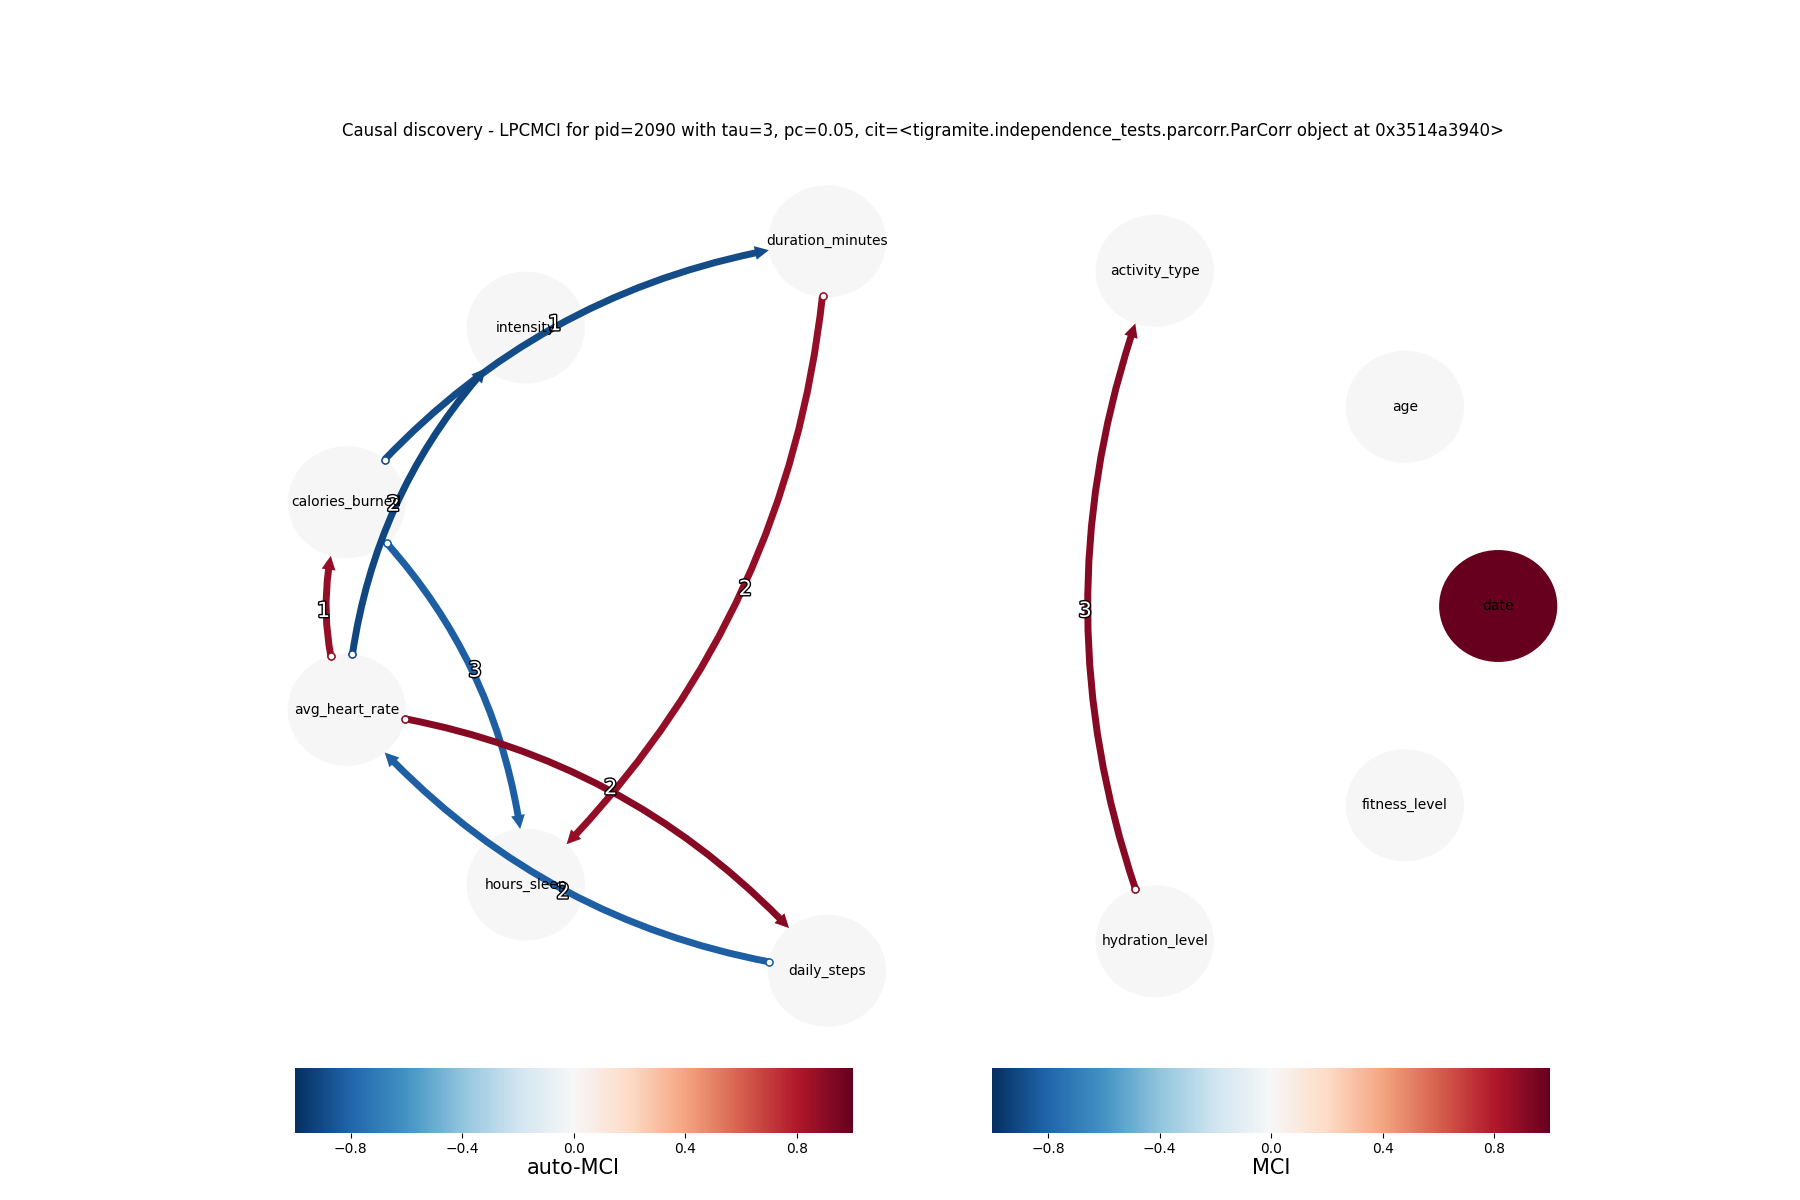 Causal discovery - LPCMCI for pid=2090 with tau=3, pc=0.05, cit=<tigramite.independence_tests.parcorr.ParCorr object at 0x3514a3940>
duration_minutes
activity_type
intensity
1
age
calories_burned
2
date
1
3
2
3
avg_heart_rate
2
fitness_level
hours_sleep
2
hydration_level
daily_steps
−0.8 −0.4 0.0 0.4 0.8
auto-MCI
−0.8 −0.4 0.0 0.4 0.8
MCI